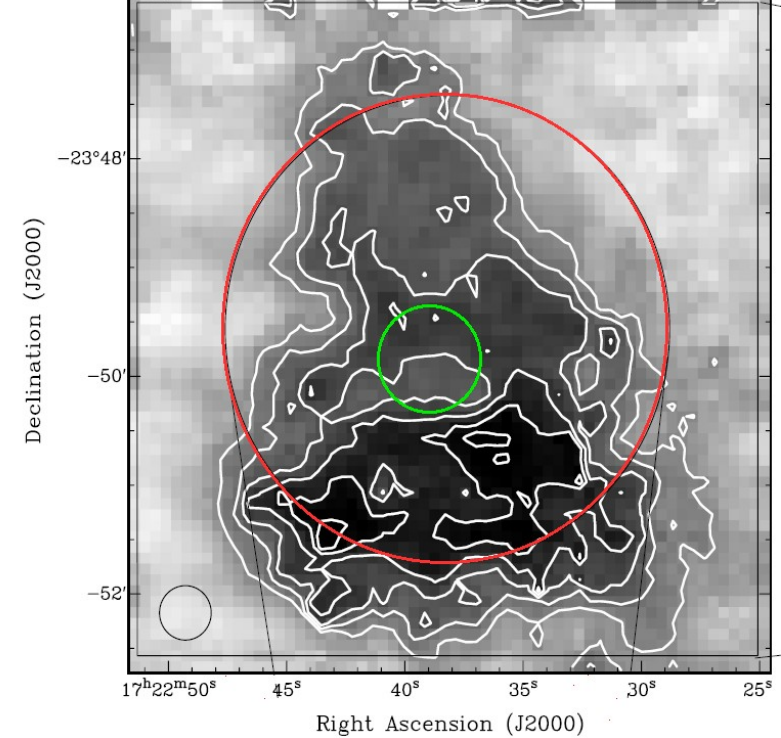 Declination (J2000)
−23°48′
−50′
−52′
17ʰ22ᵐ50ˢ 45ˢ 40ˢ 35ˢ 30ˢ 25ˢ
Right Ascension (J2000)